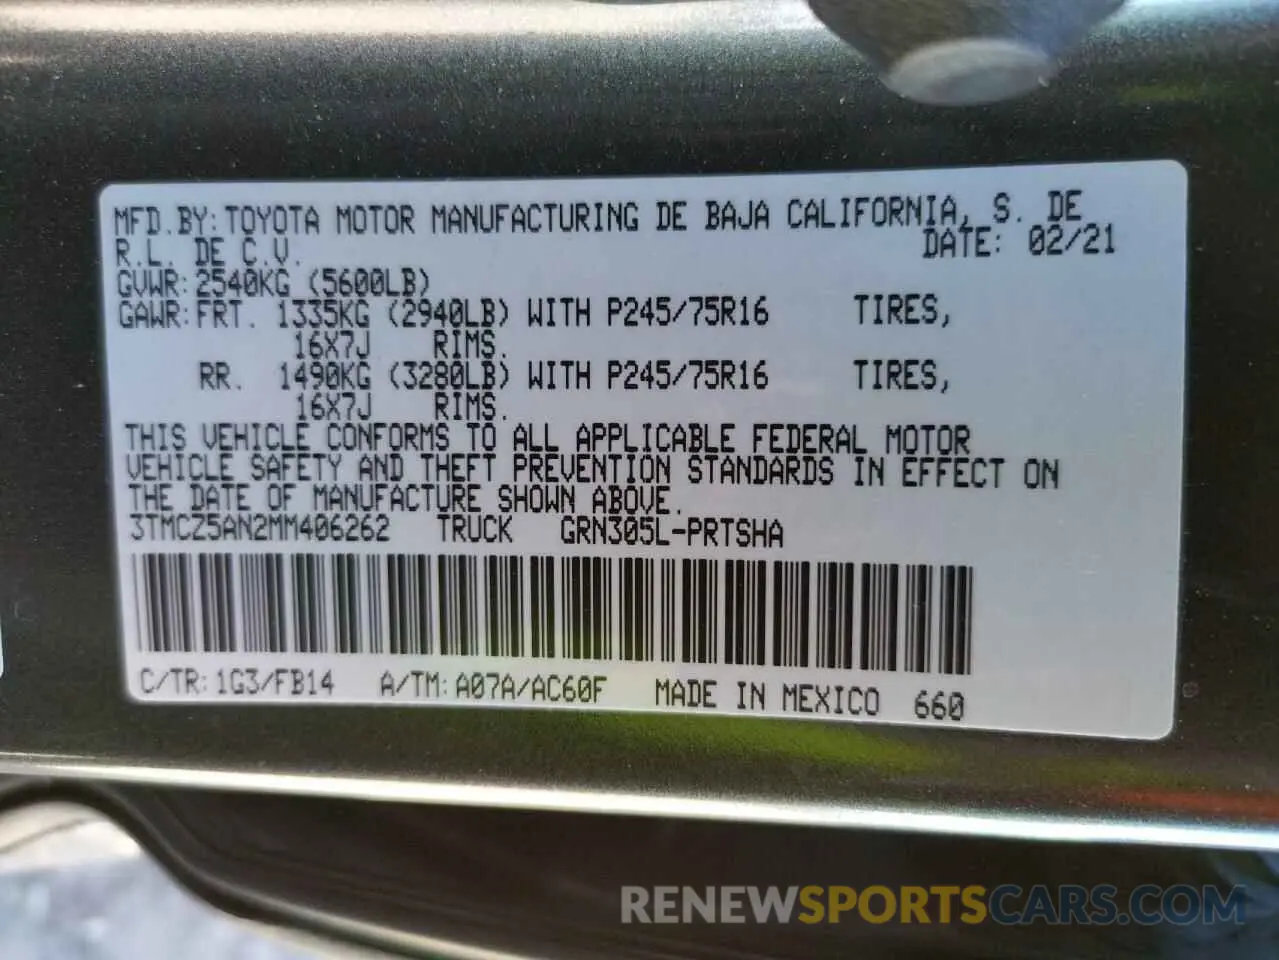 MFD.BY:TOYOTA MOTOR MANUFACTURING DE BAJA CALIFORNIA, S. DE
R.L. DE C.V. DATE: 02/21
GVWR:2540KG (5600LB)
GAWR:FRT. 1335KG (2940LB) WITH P245/75R16 TIRES,
16X7J RIMS.
RR. 1490KG (3280LB) WITH P245/75R16 TIRES,
16X7J RIMS.
THIS VEHICLE CONFORMS TO ALL APPLICABLE FEDERAL MOTOR
VEHICLE SAFETY AND THEFT PREVENTION STANDARDS IN EFFECT ON
THE DATE OF MANUFACTURE SHOWN ABOVE.
3TMCZ5AN2MM406262 TRUCK GRN305L-PRTSHA
C/TR:1G3/FB14 A/TM:A07A/AC60F MADE IN MEXICO 660
RENEWSPORTSCARS.COM